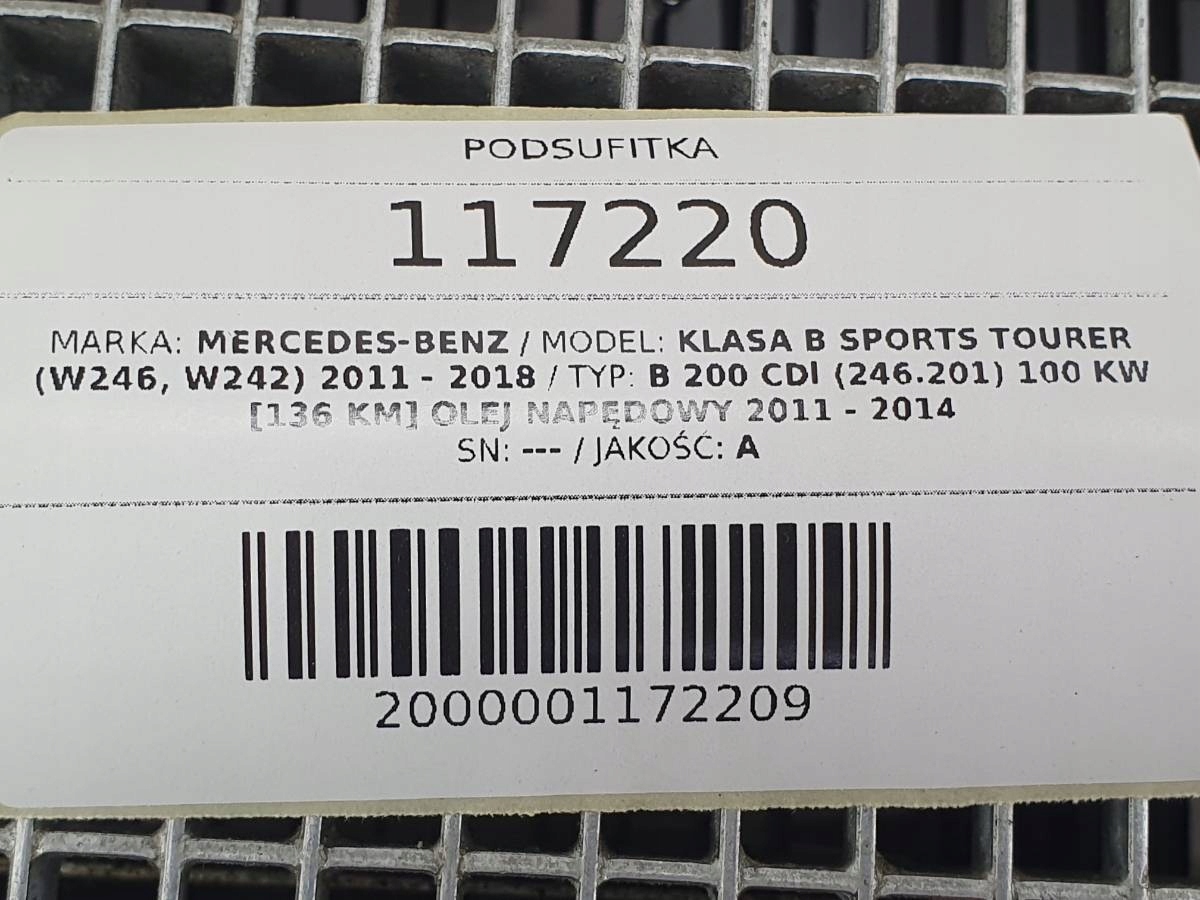 PODSUFITKA
117220
MARKA: MERCEDES-BENZ / MODEL: KLASA B SPORTS TOURER
(W246, W242) 2011 - 2018 / TYP: B 200 CDI (246.201) 100 KW
[136 KM] OLEJ NAPĘDOWY 2011 - 2014
SN: --- / JAKOŚĆ: A
2000001172209